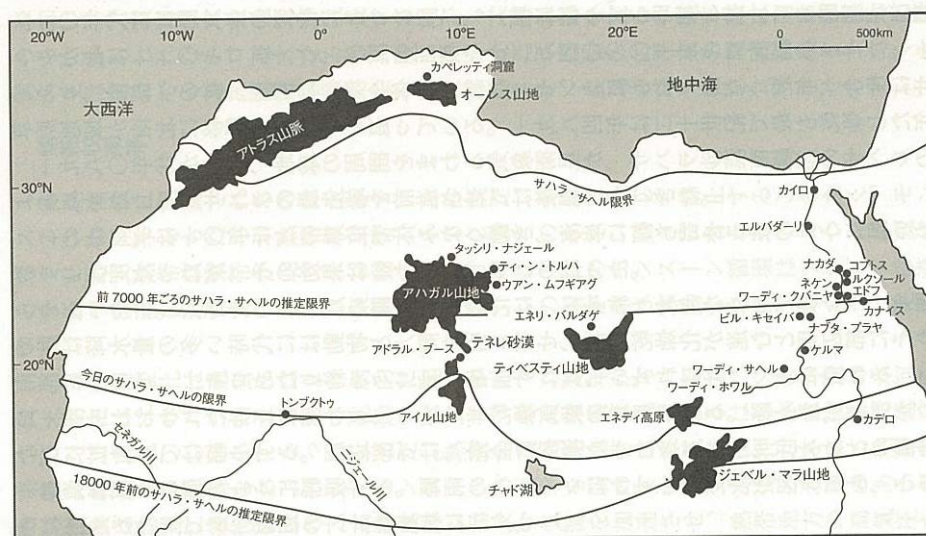 20°W
10°W
0°
10°E
20°E
0
500km
カペレッティ洞窟
オーレス山地
地中海
大西洋
アトラス山脈
サハラ・サヘル限界
30°N
カイロ
エルバダーリ
タッシリ・ナジェール
ティ・ン・トルハ
ウアン・ムフギアグ
アハガル山地
ナカダ
コプトス
ルクソール
ネケン
エドフ
ワーディ・クバニヤ
カナイス
前7000年ごろのサハラ・サヘルの推定限界
エネリ・バルダゲ
ビル・キセイバ
ナブタ・プラヤ
テネレ砂漠
アドラル・ブース
ティベスティ山地
ケルマ
20°N
ワーディ・サヘル
ワーディ・ホワル
今日のサハラ・サヘルの限界
トンブクトゥ
アイル山地
エネディ高原
カデロ
セネガル川
ニジェール川
チャド湖
ジェベル・マラ山地
18000年前のサハラ・サヘルの推定限界